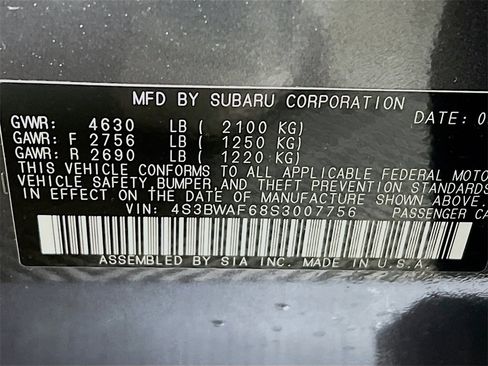 MFD BY SUBARU CORPORATION DATE: 0
GVWR: 4630 LB ( 2100 KG)
GAWR: F 2756 LB ( 1250 KG)
GAWR: R 2690 LB ( 1220 KG)
THIS VEHICLE CONFORMS TO ALL APPLICABLE FEDERAL MOTO
VEHICLE SAFETY, BUMPER, AND THEFT PREVENTION STANDARDS
IN EFFECT ON THE DATE OF MANUFACTURE SHOWN ABOVE.
VIN: 4S3BWAF68S3007756 PASSENGER CA
ASSEMBLED BY SIA INC. MADE IN U.S.A.